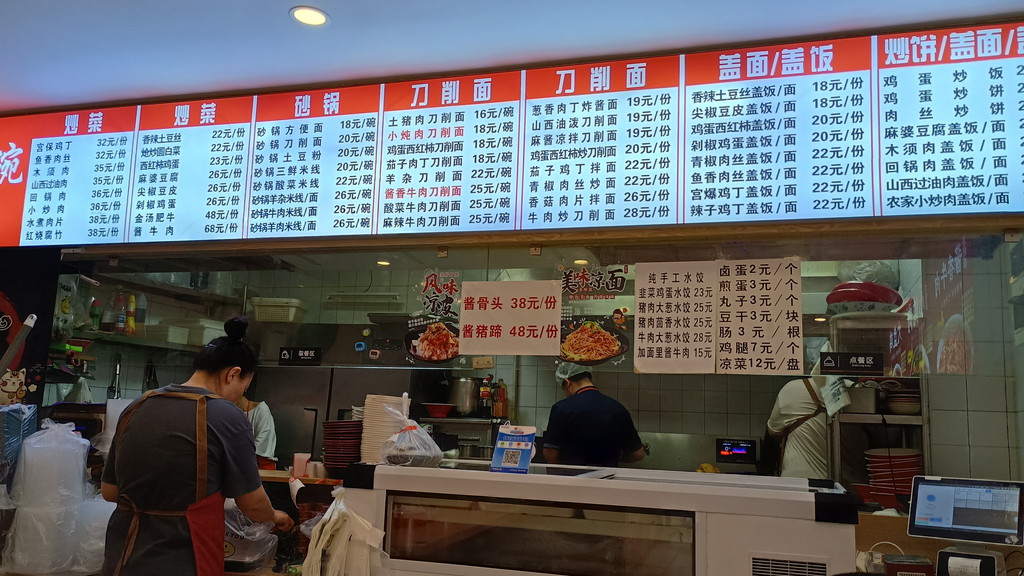 碗
炒菜
宫保鸡丁 32元/份
鱼香肉丝 32元/份
木须肉 35元/份
山西过油肉 35元/份
回锅肉 36元/份
小炒肉 36元/份
水煮肉片 38元/份
红烧腐竹 38元/份
炒菜
香辣土豆丝 22元/份
炝炒圆白菜 22元/份
西红柿鸡蛋 23元/份
麻婆豆腐 26元/份
尖椒豆皮 26元/份
剁椒鸡蛋 26元/份
金汤肥牛 48元/份
酱牛肉 68元/份
砂锅
砂锅方便面 18元/碗
砂锅刀削面 20元/碗
砂锅土豆粉 20元/碗
砂锅三鲜米线 20元/碗
砂锅酸菜米线 22元/碗
砂锅羊杂米线/面 26元/碗
砂锅牛肉米线/面 26元/碗
砂锅羊肉米线/面 26元/碗
刀削面
土猪肉刀削面 16元/碗
小炖肉刀削面 18元/碗
鸡蛋西红柿刀削面 18元/碗
茄子肉丁刀削面 18元/碗
羊杂刀削面 22元/碗
酱香牛肉刀削面 25元/碗
酸菜牛肉刀削面 25元/碗
麻辣牛肉刀削面 25元/碗
刀削面
葱香肉丁炸酱面 19元/份
山西油泼刀削面 19元/份
麻酱凉拌刀削面 19元/份
鸡蛋西红柿炒刀削面 20元/份
茄子鸡丁拌面 22元/份
青椒肉丝炒面 22元/份
香菇肉片拌面 22元/份
牛肉炒刀削面 28元/份
盖面/盖饭
香辣土豆丝盖饭/面 18元/份
尖椒豆皮盖饭/面 18元/份
剁椒鸡蛋盖饭/面 20元/份
鸡蛋西红柿盖饭/面 20元/份
青椒肉丝盖饭/面 22元/份
鱼香肉丝盖饭/面 22元/份
宫爆鸡丁盖饭/面 22元/份
辣子鸡丁盖饭/面 22元/份
炒饼/盖面/
鸡蛋炒饭
鸡蛋炒饼
肉丝炒饼
麻婆豆腐盖饭/面
木须肉盖饭/面
回锅肉盖饭/面
山西过油肉盖饭/面
农家小炒肉盖饭/面
风味凉皮
酱骨头 38元/份
酱猪蹄 48元/份
美味凉面
纯手工水饺
韭菜鸡蛋水饺 23元
猪肉大葱水饺 25元
猪肉茴香水饺 25元
牛肉大葱水饺 28元
加面里酱牛肉 15元
卤蛋2元/个
煎蛋3元/个
丸子3元/个
豆干3元/块
肠3元/根
鸡腿7元/个
凉菜12元/盘
取餐区
点餐区